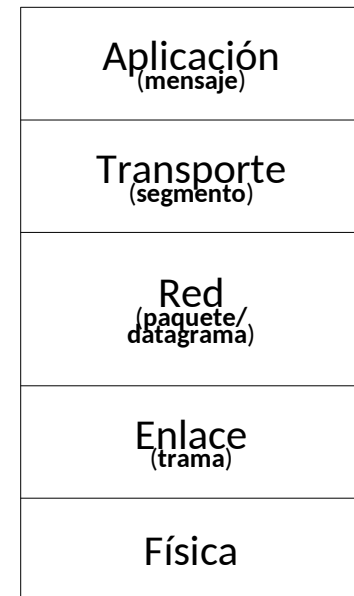 Aplicación
(mensaje)
Transporte
(segmento)
Red
(paquete/
datagrama)
Enlace
(trama)
Física